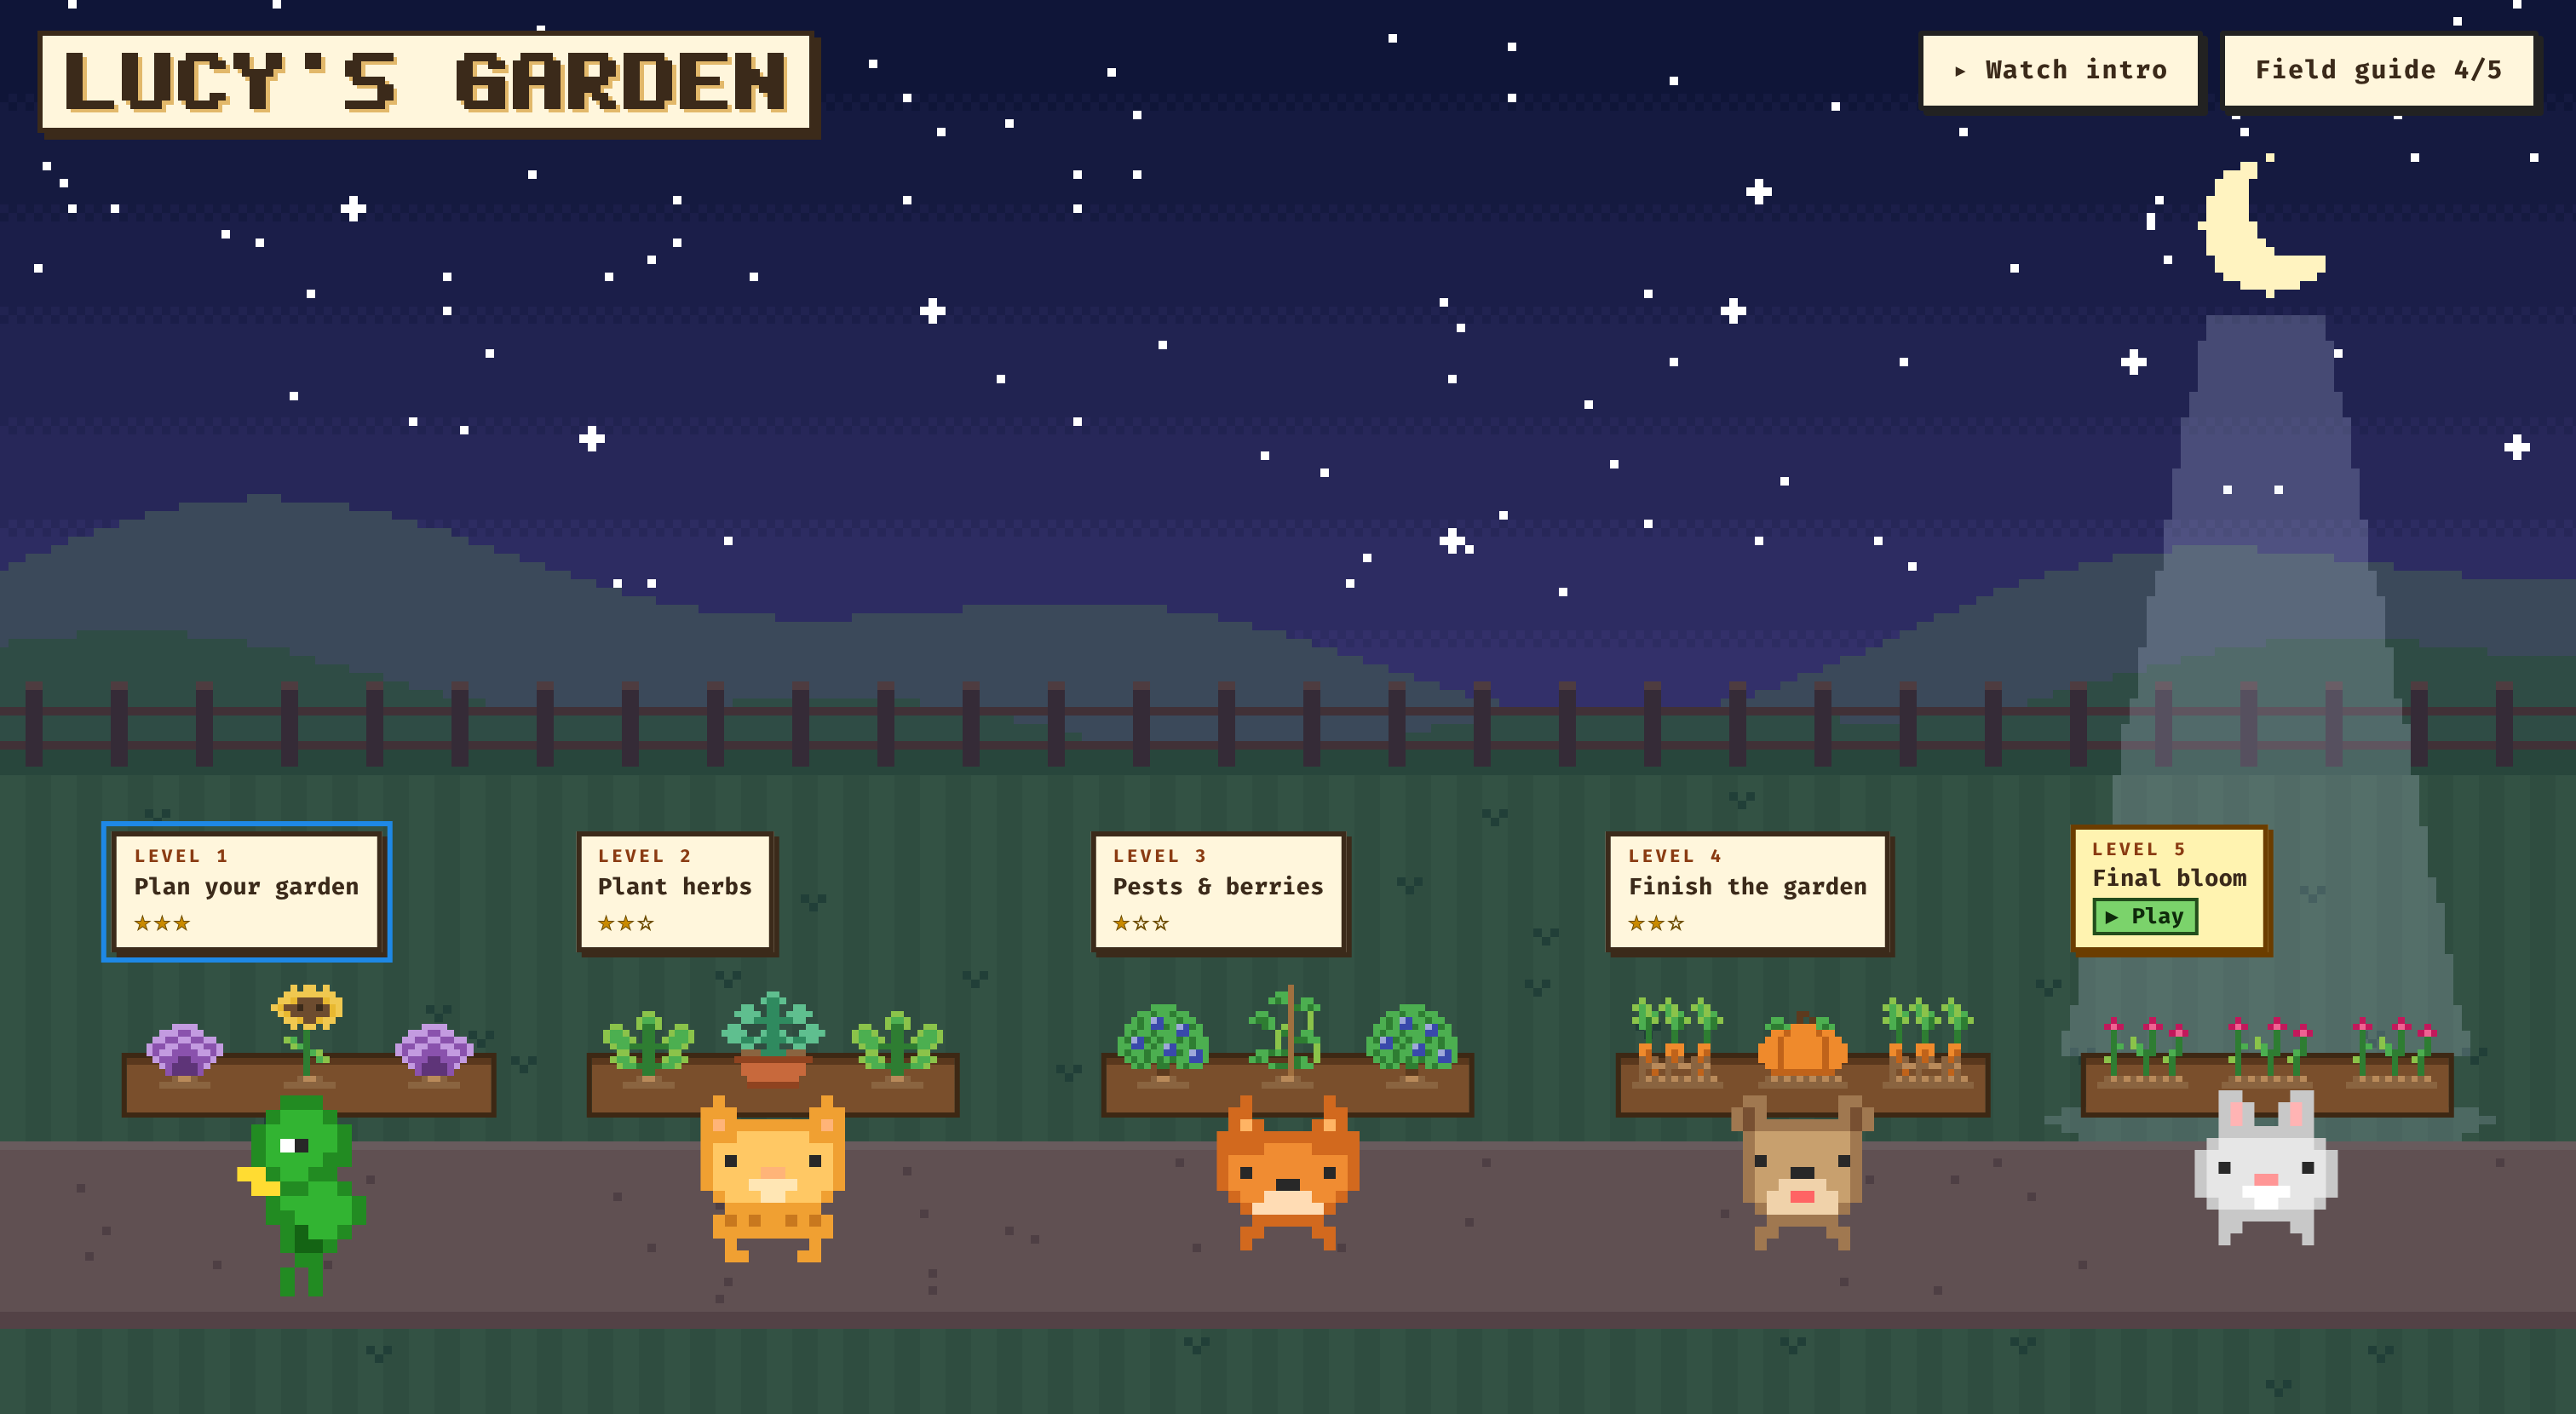 LUCY'S GARDEN
▸ Watch intro
Field guide 4/5
LEVEL 1
Plan your garden
★★★
LEVEL 2
Plant herbs
★★☆
LEVEL 3
Pests & berries
★☆☆
LEVEL 4
Finish the garden
★★☆
LEVEL 5
Final bloom
▶ Play